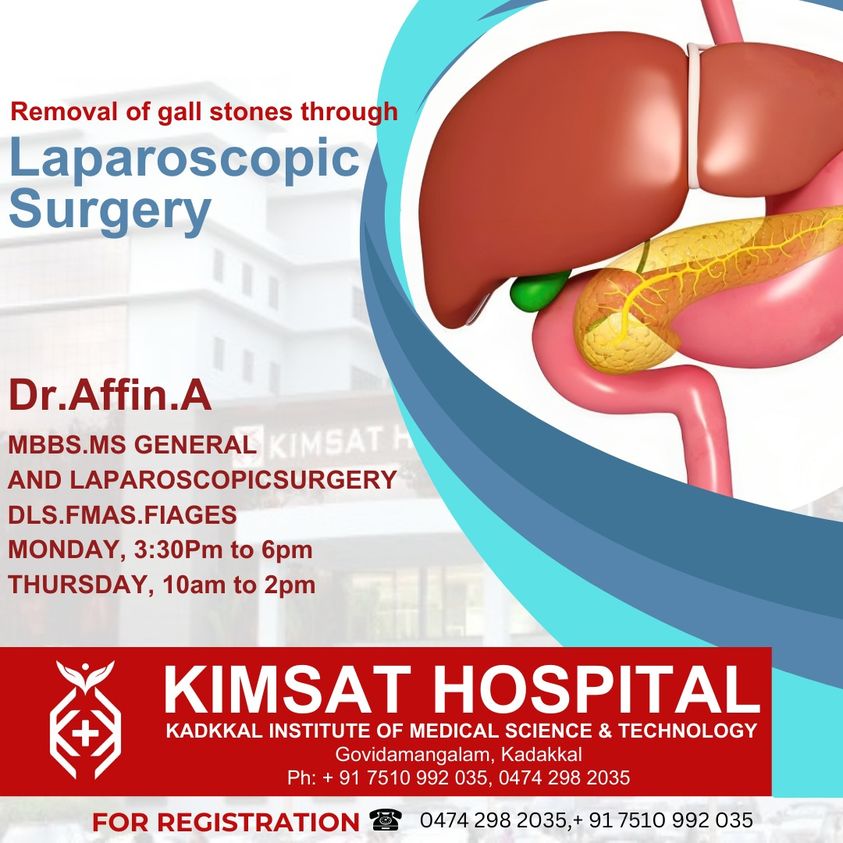 Removal of gall stones through
Laparoscopic
Surgery
Dr.Affin.A
MBBS.MS GENERAL
AND LAPAROSCOPICSURGERY
DLS.FMAS.FIAGES
MONDAY, 3:30Pm to 6pm
THURSDAY, 10am to 2pm
KIMSAT H
KIMSAT HOSPITAL
KADKKAL INSTITUTE OF MEDICAL SCIENCE & TECHNOLOGY
Govidamangalam, Kadakkal
Ph: + 91 7510 992 035, 0474 298 2035
FOR REGISTRATION ☎ 0474 298 2035,+ 91 7510 992 035